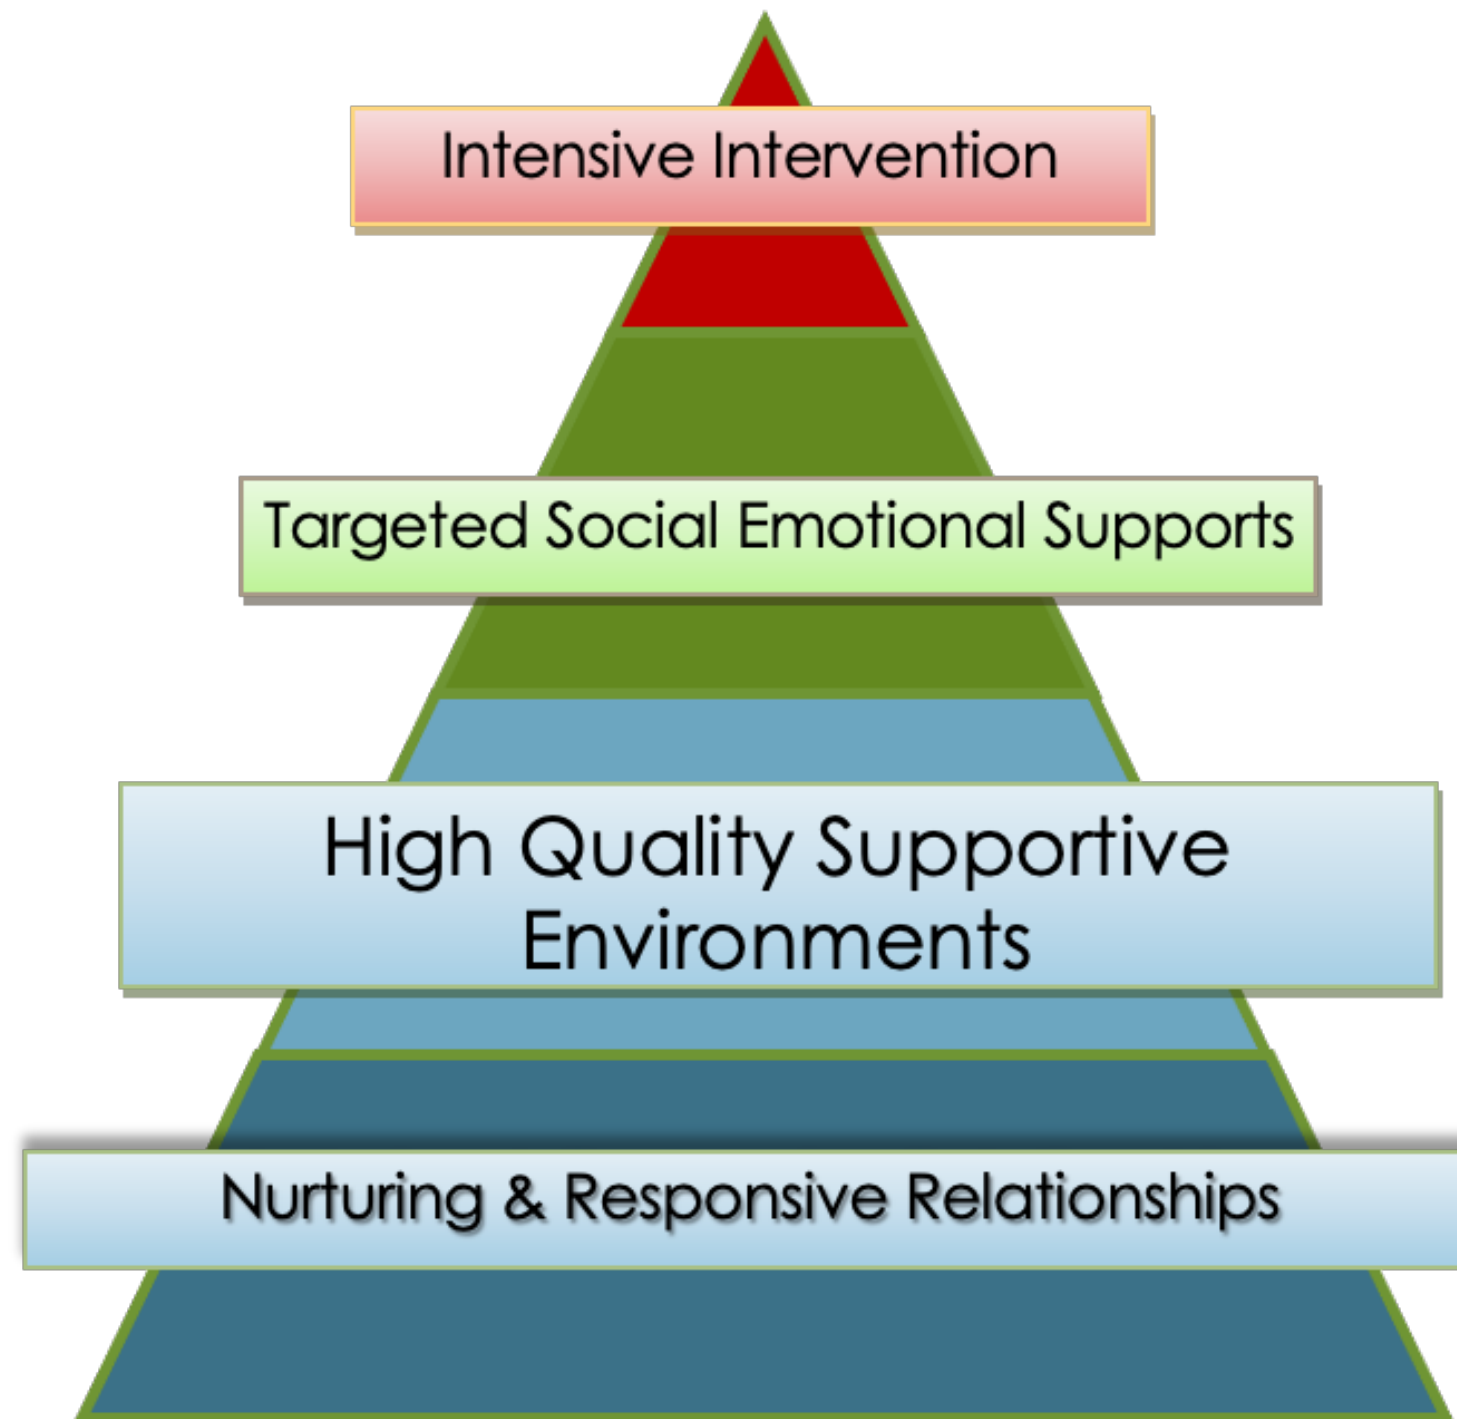 Intensive Intervention
Targeted Social Emotional Supports
High Quality Supportive
Environments
Nurturing & Responsive Relationships